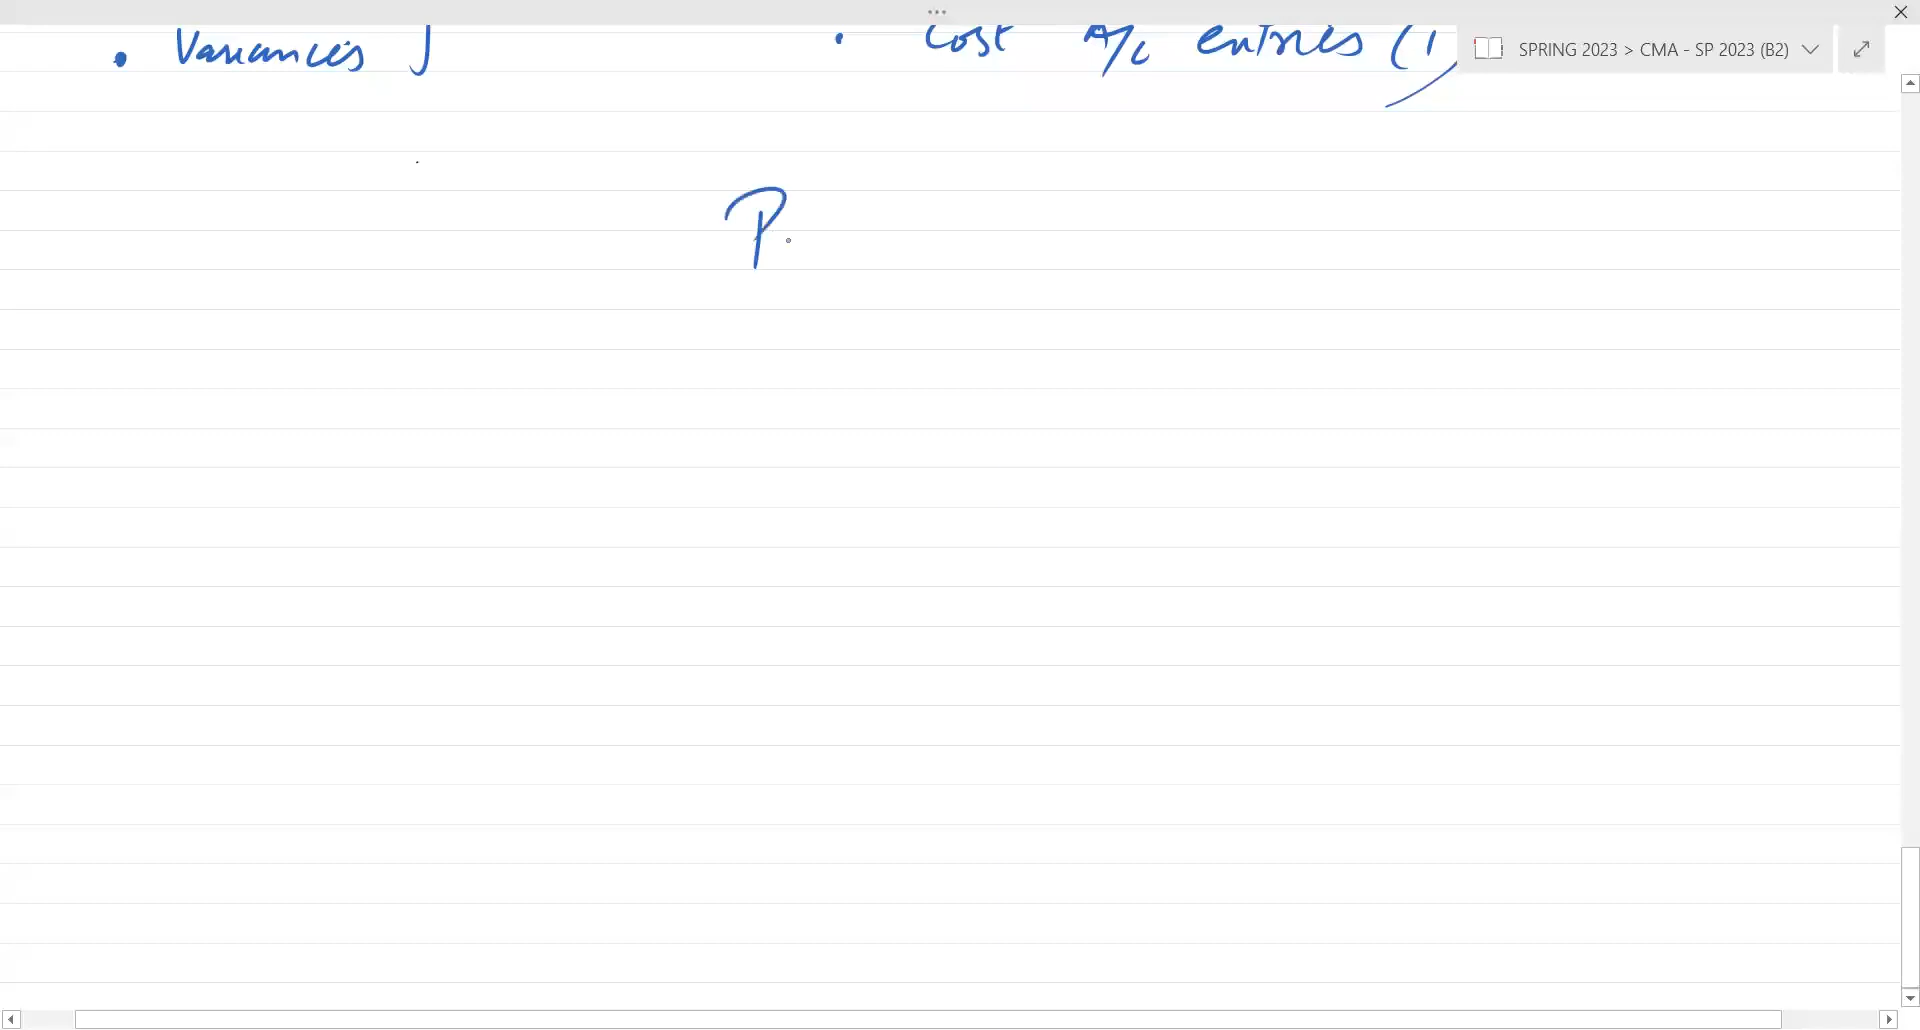 • Variances
• Cost A/c entries (1)
SPRING 2023 > CMA - SP 2023 (B2)
P